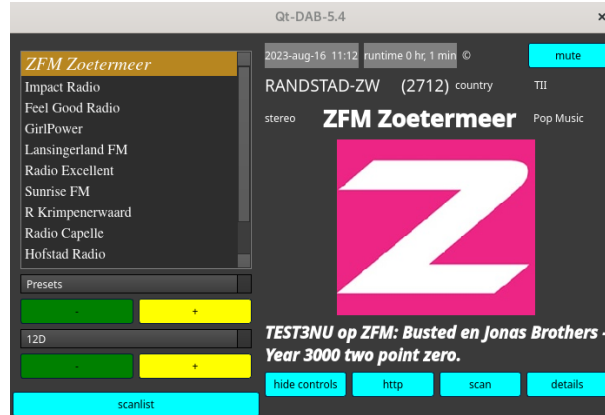 Qt-DAB-5.4
×
ZFM Zoetermeer
Impact Radio
Feel Good Radio
GirlPower
Lansingerland FM
Radio Excellent
Sunrise FM
R Krimpenerwaard
Radio Capelle
Hofstad Radio
Presets
- +
12D
- +
scanlist
2023-aug-16 11:12 runtime 0 hr, 1 min © mute
RANDSTAD-ZW (2712) country TII
stereo ZFM Zoetermeer Pop Music
Z
TEST3NU op ZFM: Busted en Jonas Brothers -
Year 3000 two point zero.
hide controls http scan details